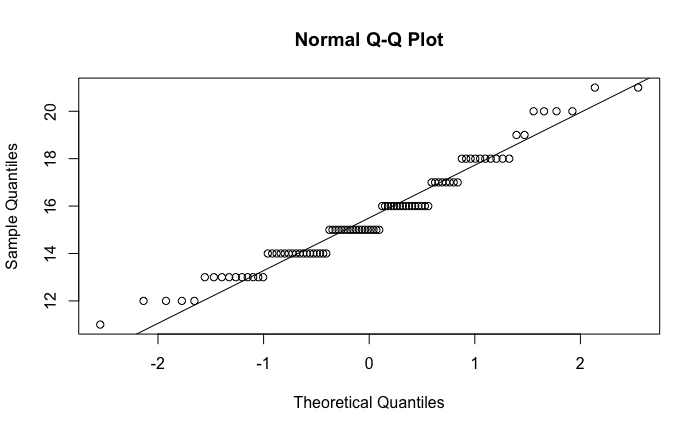 Normal Q-Q Plot
Sample Quantiles
20
18
16
14
12
-2 -1 0 1 2
Theoretical Quantiles